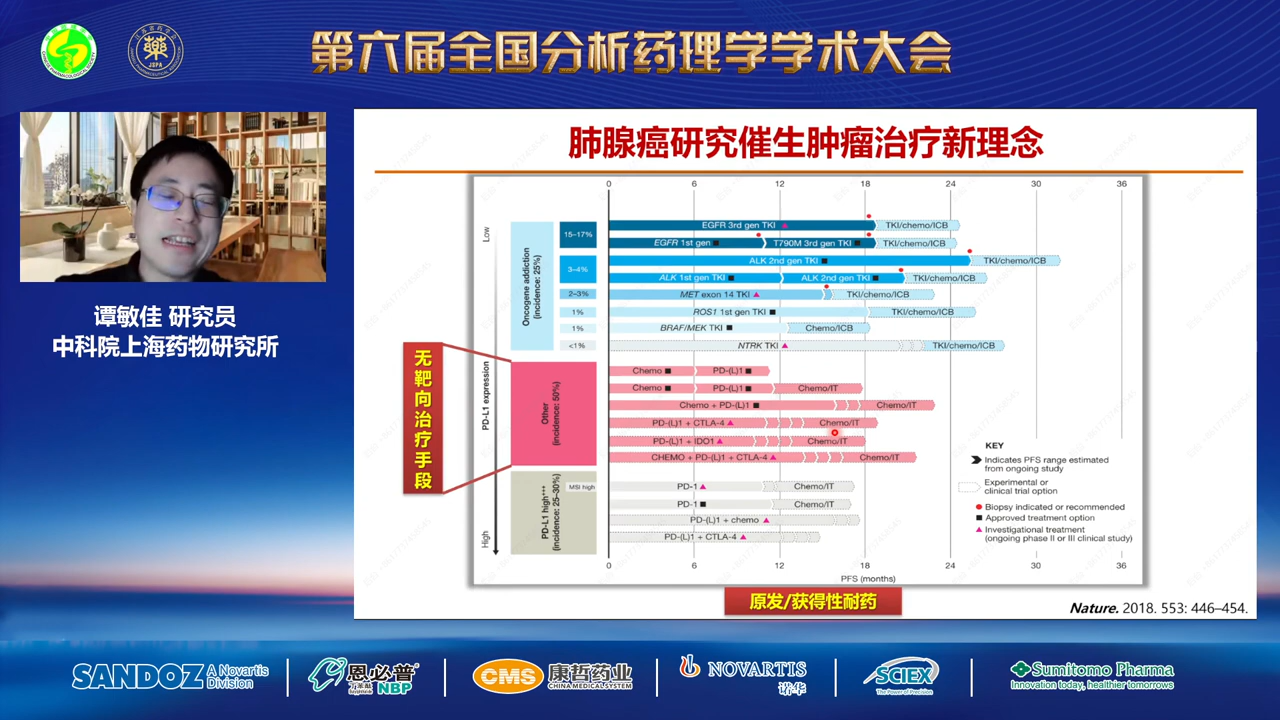 第六届全国分析药理学学术大会
JSPA
谭敏佳 研究员
中科院上海药物研究所
肺腺癌研究催生肿瘤治疗新理念
0 6 12 18 24 30 36
Low
PD-L1 expression
High
Oncogene addiction
(incidence: 25%)
15–17%
EGFR 3rd gen TKI
TKI/chemo/ICB
EGFR 1st gen
T790M 3rd gen TKI
TKI/chemo/ICB
3–4%
ALK 2nd gen TKI
TKI/chemo/ICB
ALK 1st gen TKI
ALK 2nd gen TKI
TKI/chemo/ICB
2–3%
MET exon 14 TKI
TKI/chemo/ICB
1%
ROS1 1st gen TKI
TKI/chemo/ICB
1%
BRAF/MEK TKI
Chemo/ICB
<1%
NTRK TKI
TKI/chemo/ICB
无靶向治疗手段
Other
(incidence: 50%)
Chemo
PD-(L)1
Chemo
PD-(L)1
Chemo/IT
Chemo + PD-(L)1
Chemo/IT
PD-(L)1 + CTLA-4
Chemo/IT
PD-(L)1 + IDO1
Chemo/IT
CHEMO + PD-(L)1 + CTLA-4
Chemo/IT
PD-L1 high+++
(incidence: 25–30%)
MSI high
PD-1
Chemo/IT
PD-1
Chemo/IT
PD-(L)1 + chemo
PD-(L)1 + CTLA-4
KEY
Indicates PFS range estimated
from ongoing study
Experimental or
clinical trial option
Biopsy indicated or recommended
Approved treatment option
Investigational treatment
(ongoing phase II or III clinical study)
0 6 12 18 24 30 36
PFS (months)
原发/获得性耐药
Nature. 2018. 553: 446–454.
SANDOZ A Novartis
Division
恩必普
NBP
CMS 康哲药业
CHINA MEDICAL SYSTEM
NOVARTIS
诺华
SCIEX
The Power of Precision
Sumitomo Pharma
Innovation today, healthier tomorrows